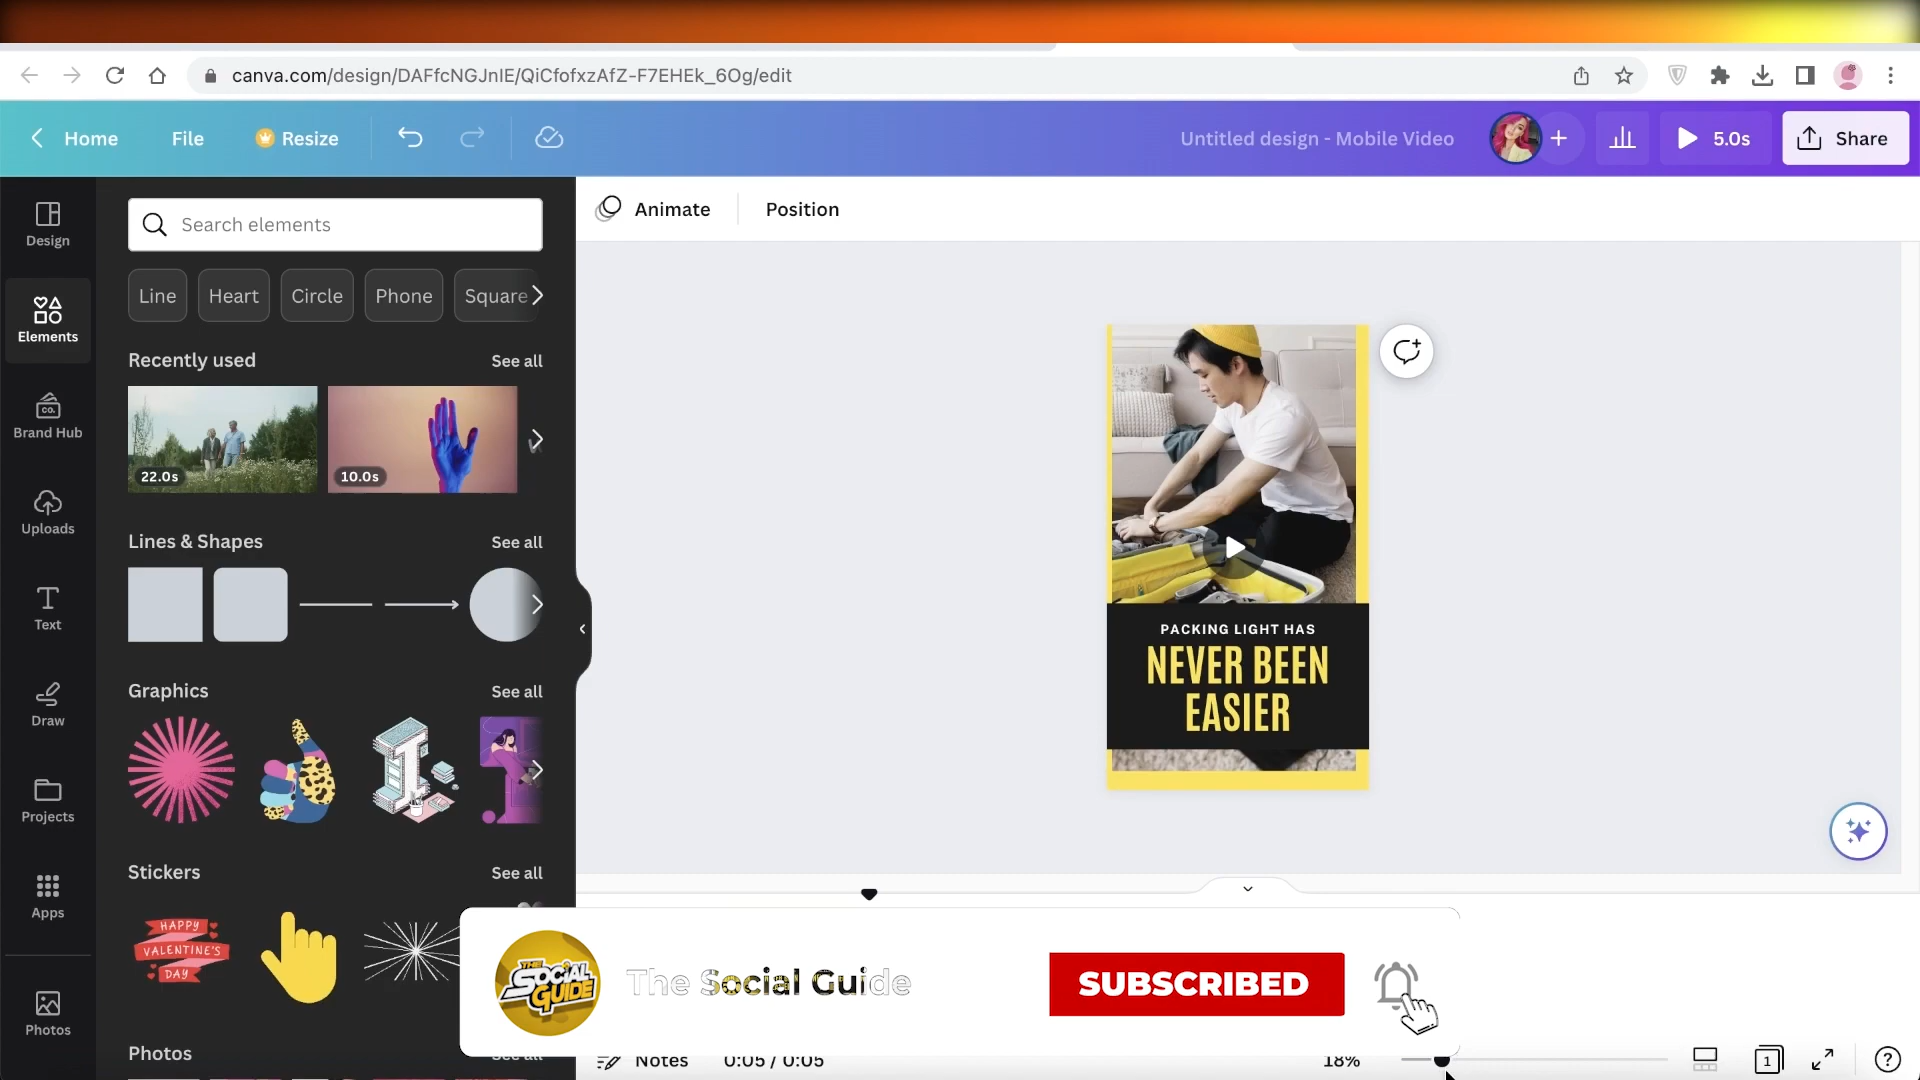 canva.com/design/DAFfcNGJnIE/QiCfofxzAfZ-F7EHEk_6Og/edit
Home File Resize Untitled design - Mobile Video 5.0s Share
Search elements
Animate Position
Design
Line Heart Circle Phone Square
Elements
Recently used See all
22.0s 10.0s
Brand Hub
Uploads
Lines & Shapes See all
Text
PACKING LIGHT HAS
NEVER BEEN
EASIER
Graphics See all
Draw
Projects
Stickers See all
Apps
HAPPY
VALENTINE'S
DAY
THE
SOCIAL
GUIDE
The Social Guide
SUBSCRIBED
Photos
Photos See all
Notes 0:05 / 0:05 18% 1 ?
CO.